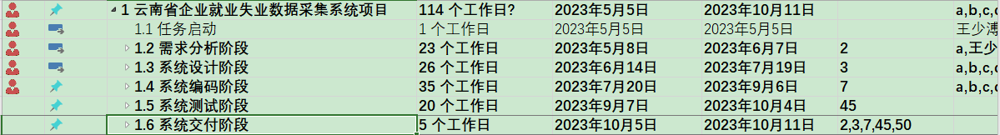 1 云南省企业就业失业数据采集系统项目 114 个工作日? 2023年5月5日 2023年10月11日 a,b,c,c
1.1 任务启动 1 个工作日 2023年5月5日 2023年5月5日 王少溥
1.2 需求分析阶段 23 个工作日 2023年5月8日 2023年6月7日 2 a,王少
1.3 系统设计阶段 26 个工作日 2023年6月14日 2023年7月19日 3 a,b,c,c
1.4 系统编码阶段 35 个工作日 2023年7月20日 2023年9月6日 7 a,b,c,c
1.5 系统测试阶段 20 个工作日 2023年9月7日 2023年10月4日 45
1.6 系统交付阶段 5 个工作日 2023年10月5日 2023年10月11日 2,3,7,45,50